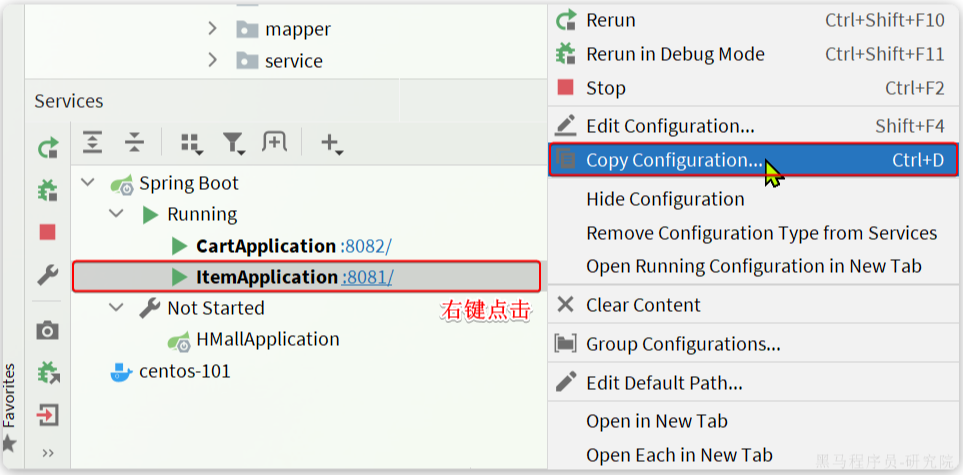 mapper
service
Services
Spring Boot
Running
CartApplication :8082/
ItemApplication :8081/
右键点击
Not Started
HMallApplication
centos-101
Favorites
Rerun Ctrl+Shift+F10
Rerun in Debug Mode Ctrl+Shift+F11
Stop Ctrl+F2
Edit Configuration... Shift+F4
Copy Configuration... Ctrl+D
Hide Configuration
Remove Configuration Type from Services
Open Running Configuration in New Tab
Clear Content
Group Configurations...
Edit Default Path...
Open in New Tab
Open Each in New Tab
黑马程序员-研究院